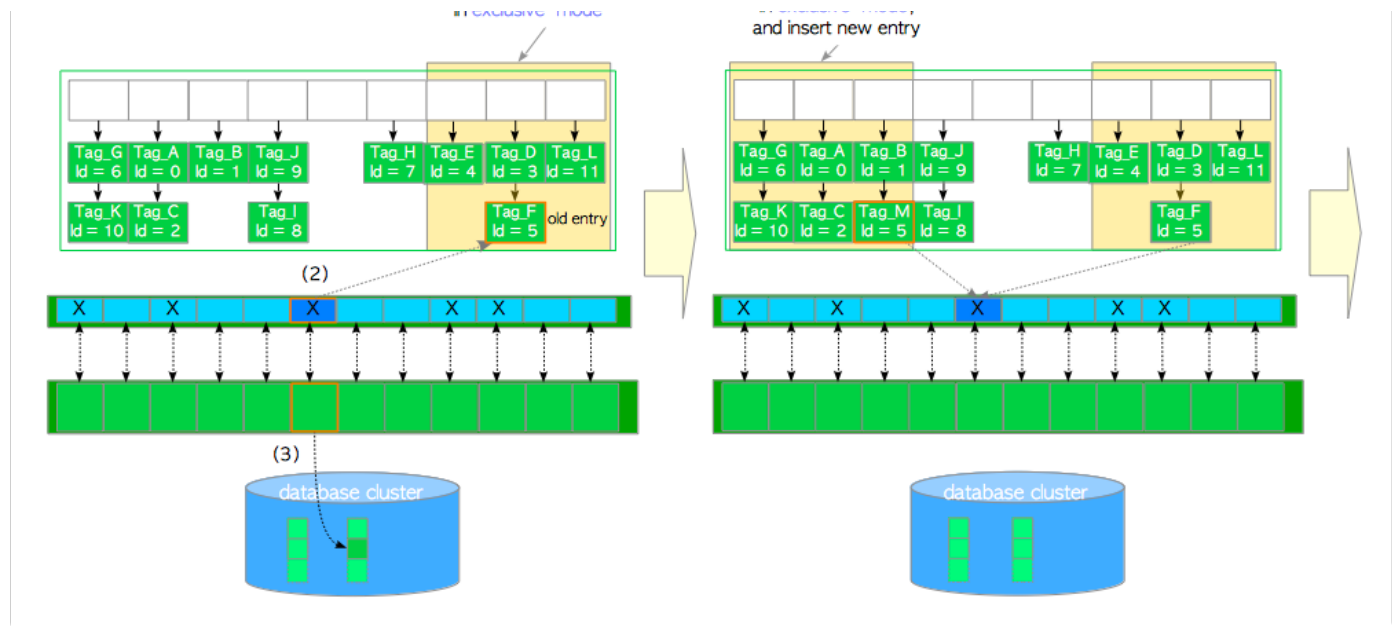 in exclusive mode
and insert new entry
Tag_G Tag_A Tag_B Tag_J Tag_H Tag_E Tag_D Tag_L
Id = 6 Id = 0 Id = 1 Id = 9 Id = 7 Id = 4 Id = 3 Id = 11
Tag_K Tag_C Tag_I Tag_F
Id = 10 Id = 2 Id = 8 Id = 5
old entry
(2)
X X X X X
(3)
database cluster
Tag_G Tag_A Tag_B Tag_J Tag_H Tag_E Tag_D Tag_L
Id = 6 Id = 0 Id = 1 Id = 9 Id = 7 Id = 4 Id = 3 Id = 11
Tag_K Tag_C Tag_M Tag_I Tag_F
Id = 10 Id = 2 Id = 5 Id = 8 Id = 5
X X X X X
database cluster